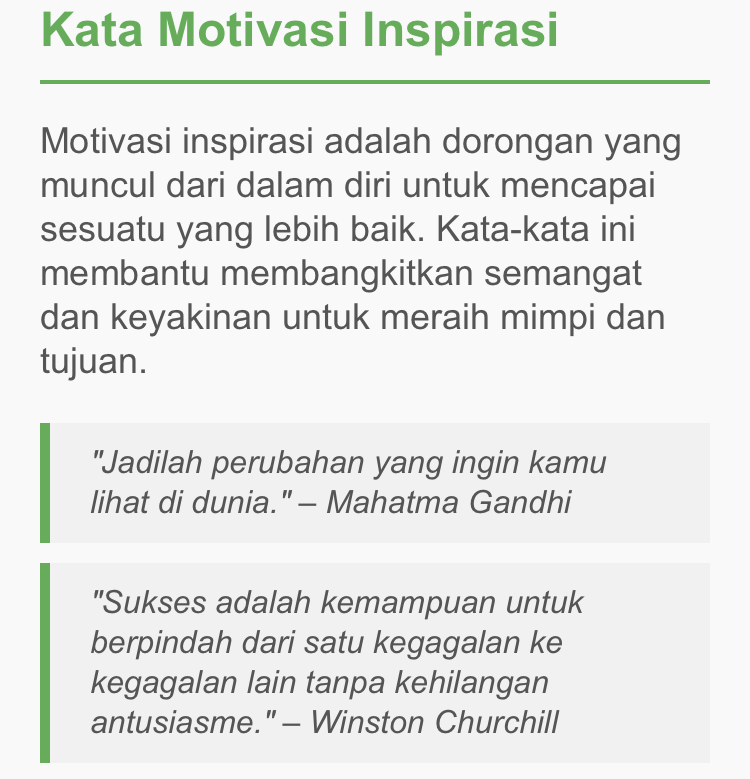 Kata Motivasi Inspirasi
Motivasi inspirasi adalah dorongan yang
muncul dari dalam diri untuk mencapai
sesuatu yang lebih baik. Kata-kata ini
membantu membangkitkan semangat
dan keyakinan untuk meraih mimpi dan
tujuan.
"Jadilah perubahan yang ingin kamu
lihat di dunia." – Mahatma Gandhi
"Sukses adalah kemampuan untuk
berpindah dari satu kegagalan ke
kegagalan lain tanpa kehilangan
antusiasme." – Winston Churchill